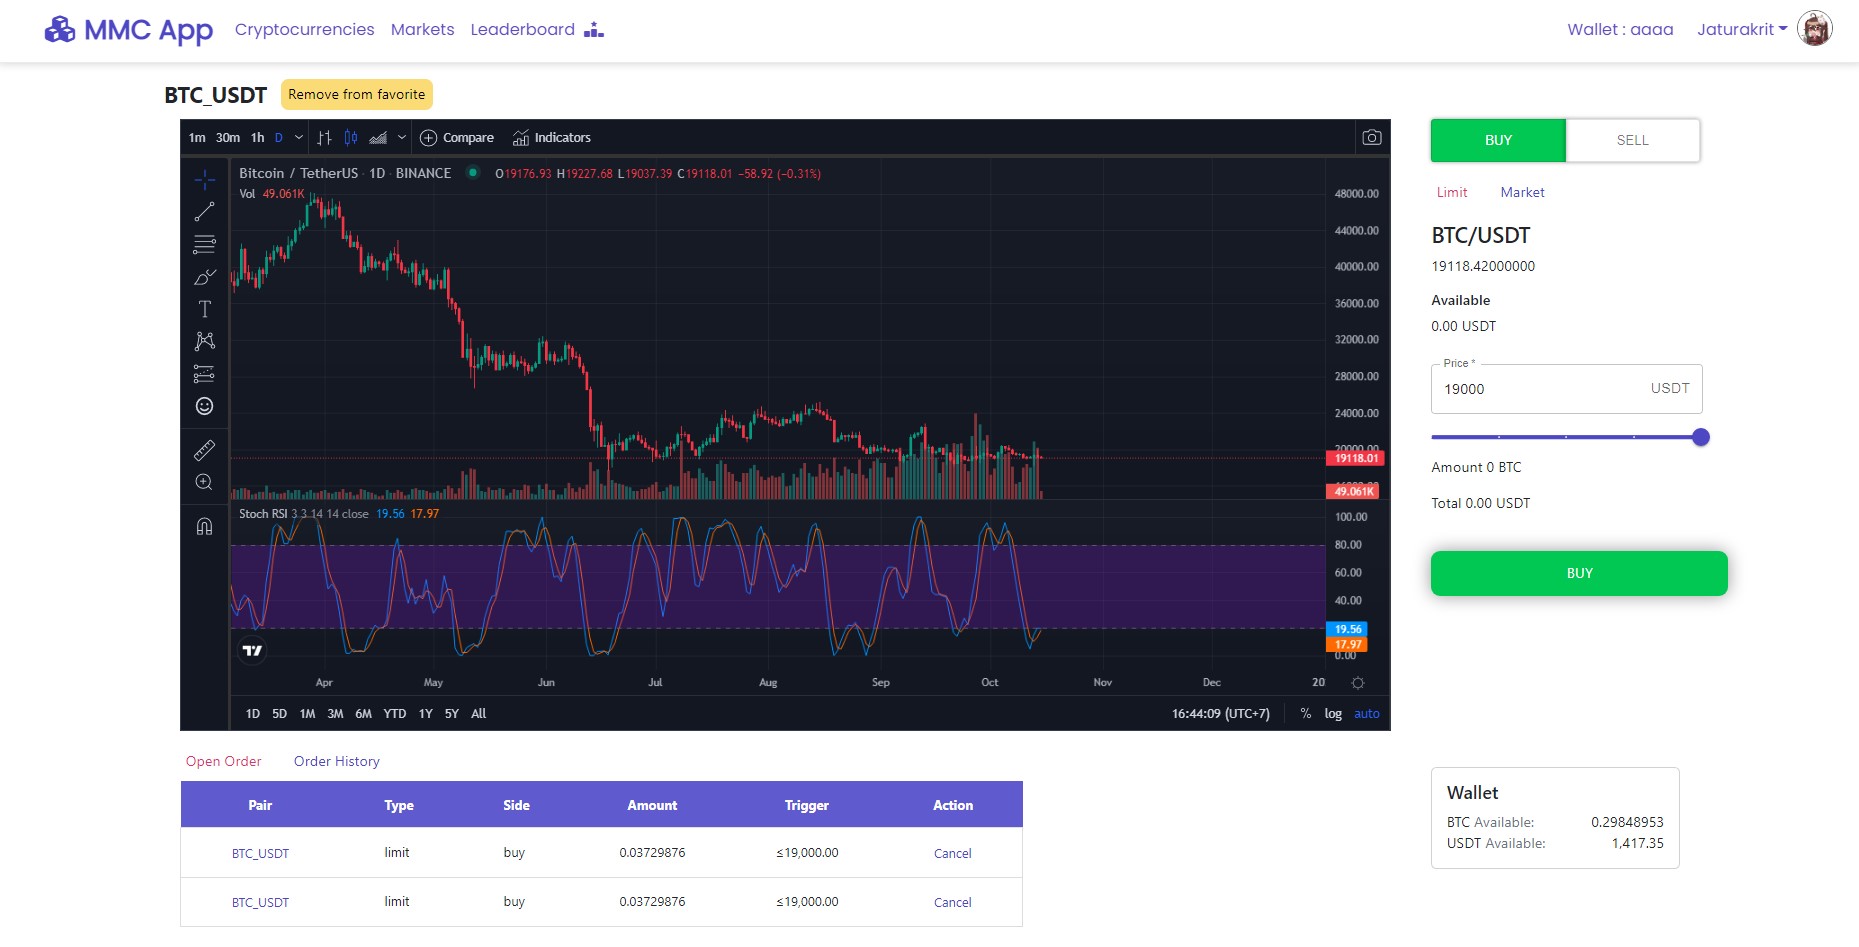 MMC App Cryptocurrencies Markets Leaderboard Wallet : aaaa Jaturakrit
BTC_USDT Remove from favorite
1m 30m 1h D Compare Indicators
Bitcoin / TetherUS · 1D · BINANCE O19176.93 H19227.68 L19037.39 C19118.01 −58.92 (−0.31%)
Vol 49.061K
48000.00
44000.00
40000.00
36000.00
32000.00
28000.00
24000.00
20000.00
19118.01
16000.00
49.061K
Stoch RSI 3 3 14 14 close 19.56 17.97
100.00
80.00
60.00
40.00
19.56
17.97
0.00
Apr May Jun Jul Aug Sep Oct Nov Dec 20
1D 5D 1M 3M 6M YTD 1Y 5Y All 16:44:09 (UTC+7) % log auto
BUY SELL
Limit Market
BTC/USDT
19118.42000000
Available
0.00 USDT
Price *
19000 USDT
Amount 0 BTC
Total 0.00 USDT
BUY
Open Order Order History
Pair Type Side Amount Trigger Action
BTC_USDT limit buy 0.03729876 ≤19,000.00 Cancel
BTC_USDT limit buy 0.03729876 ≤19,000.00 Cancel
Wallet
BTC Available: 0.29848953
USDT Available: 1,417.35